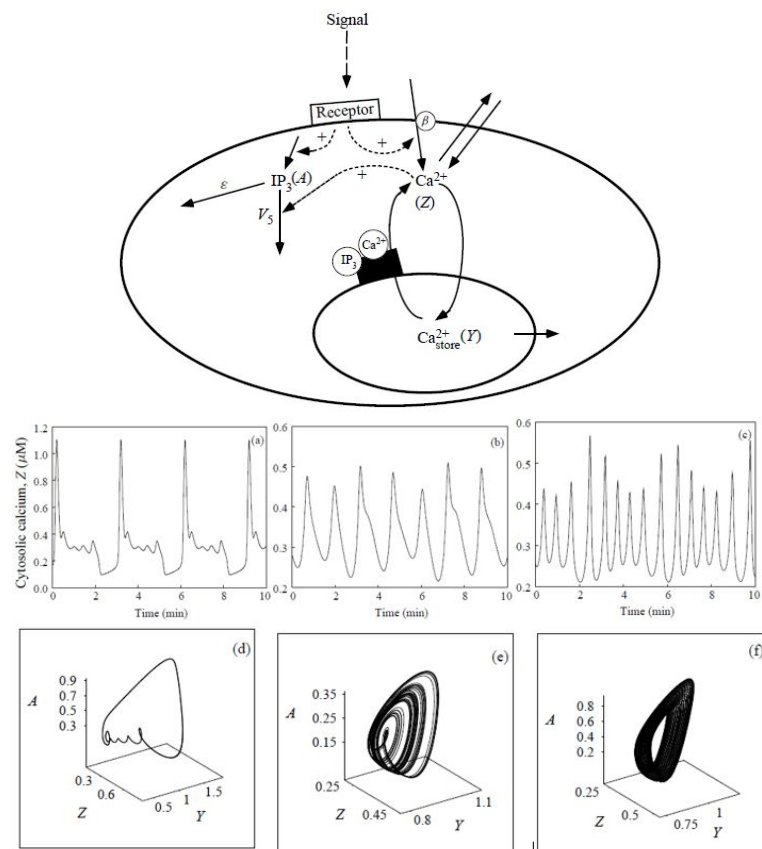 Signal
Receptor
β
+
+
ε
IP3(A)
+
Ca2+
(Z)
V5
Ca2+
IP3
Ca2+store(Y)
Cytosolic calcium, Z (μM)
1.2
1.0
0.8
0.6
0.4
0.2
0.0
(a)
0 2 4 6 8 10
Time (min)
0.6
0.5
0.4
0.3
0.2
(b)
0 2 4 6 8 10
Time (min)
0.6
0.5
0.4
0.3
0.2
(c)
0 2 4 6 8 10
Time (min)
(d)
A
0.9
0.7
0.5
0.3
0.3
0.6
Z
0.5
1
1.5
Y
(e)
A
0.35
0.25
0.15
0.25
0.45
Z
0.8
1.1
Y
(f)
A
0.8
0.6
0.4
0.2
0.25
0.5
Z
0.75
1
Y